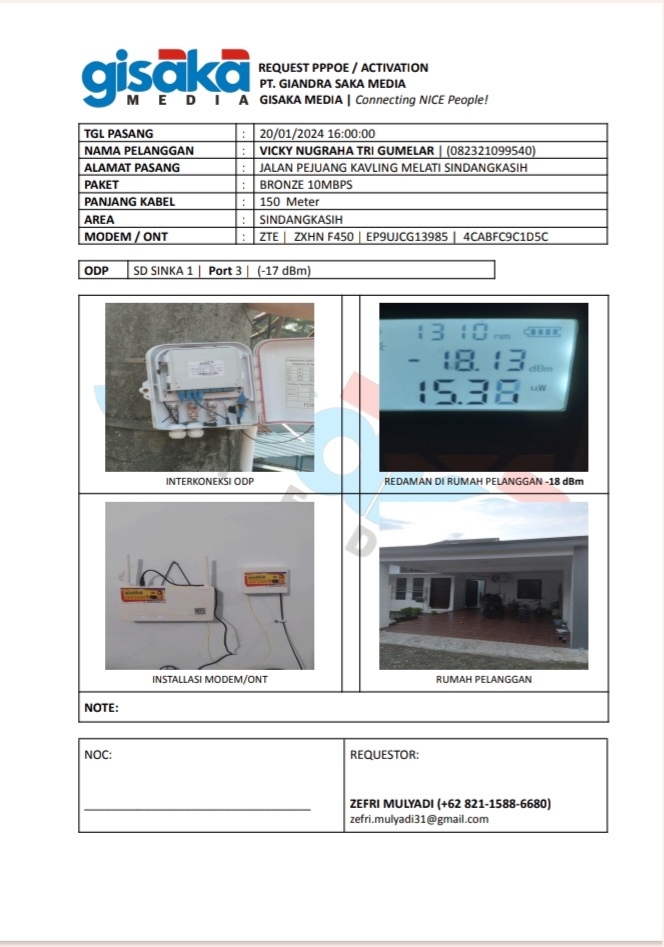 gisaka
MEDIA
REQUEST PPPOE / ACTIVATION
PT. GIANDRA SAKA MEDIA
GISAKA MEDIA | Connecting NICE People!
TGL PASANG : 20/01/2024 16:00:00
NAMA PELANGGAN : VICKY NUGRAHA TRI GUMELAR | (082321099540)
ALAMAT PASANG : JALAN PEJUANG KAVLING MELATI SINDANGKASIH
PAKET : BRONZE 10MBPS
PANJANG KABEL : 150 Meter
AREA : SINDANGKASIH
MODEM / ONT : ZTE | ZXHN F450 | EP9UJCG13985 | 4CABFC9C1D5C
ODP SD SINKA 1 | Port 3 | (-17 dBm)
1310 nm
-18.13 dBm
15.38 uW
INTERKONEKSI ODP
REDAMAN DI RUMAH PELANGGAN -18 dBm
gisaka
gisaka
INSTALLASI MODEM/ONT
RUMAH PELANGGAN
NOTE:
NOC:
REQUESTOR:
ZEFRI MULYADI (+62 821-1588-6680)
zefri.mulyadi31@gmail.com